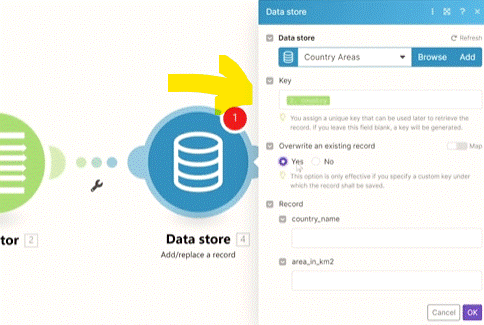 Data store
Data store
Refresh
Country Areas
Browse
Add
Key
You assign a unique key that can be used later to retrieve the
record. If you leave this field blank, a key will be generated.
Overwrite an existing record
Map
Yes
No
This option is only effective if you specify a custom key under
which the record shall be saved.
Record
country_name
area_in_km2
Cancel
OK
1
tor 2
Data store 4
Add/replace a record